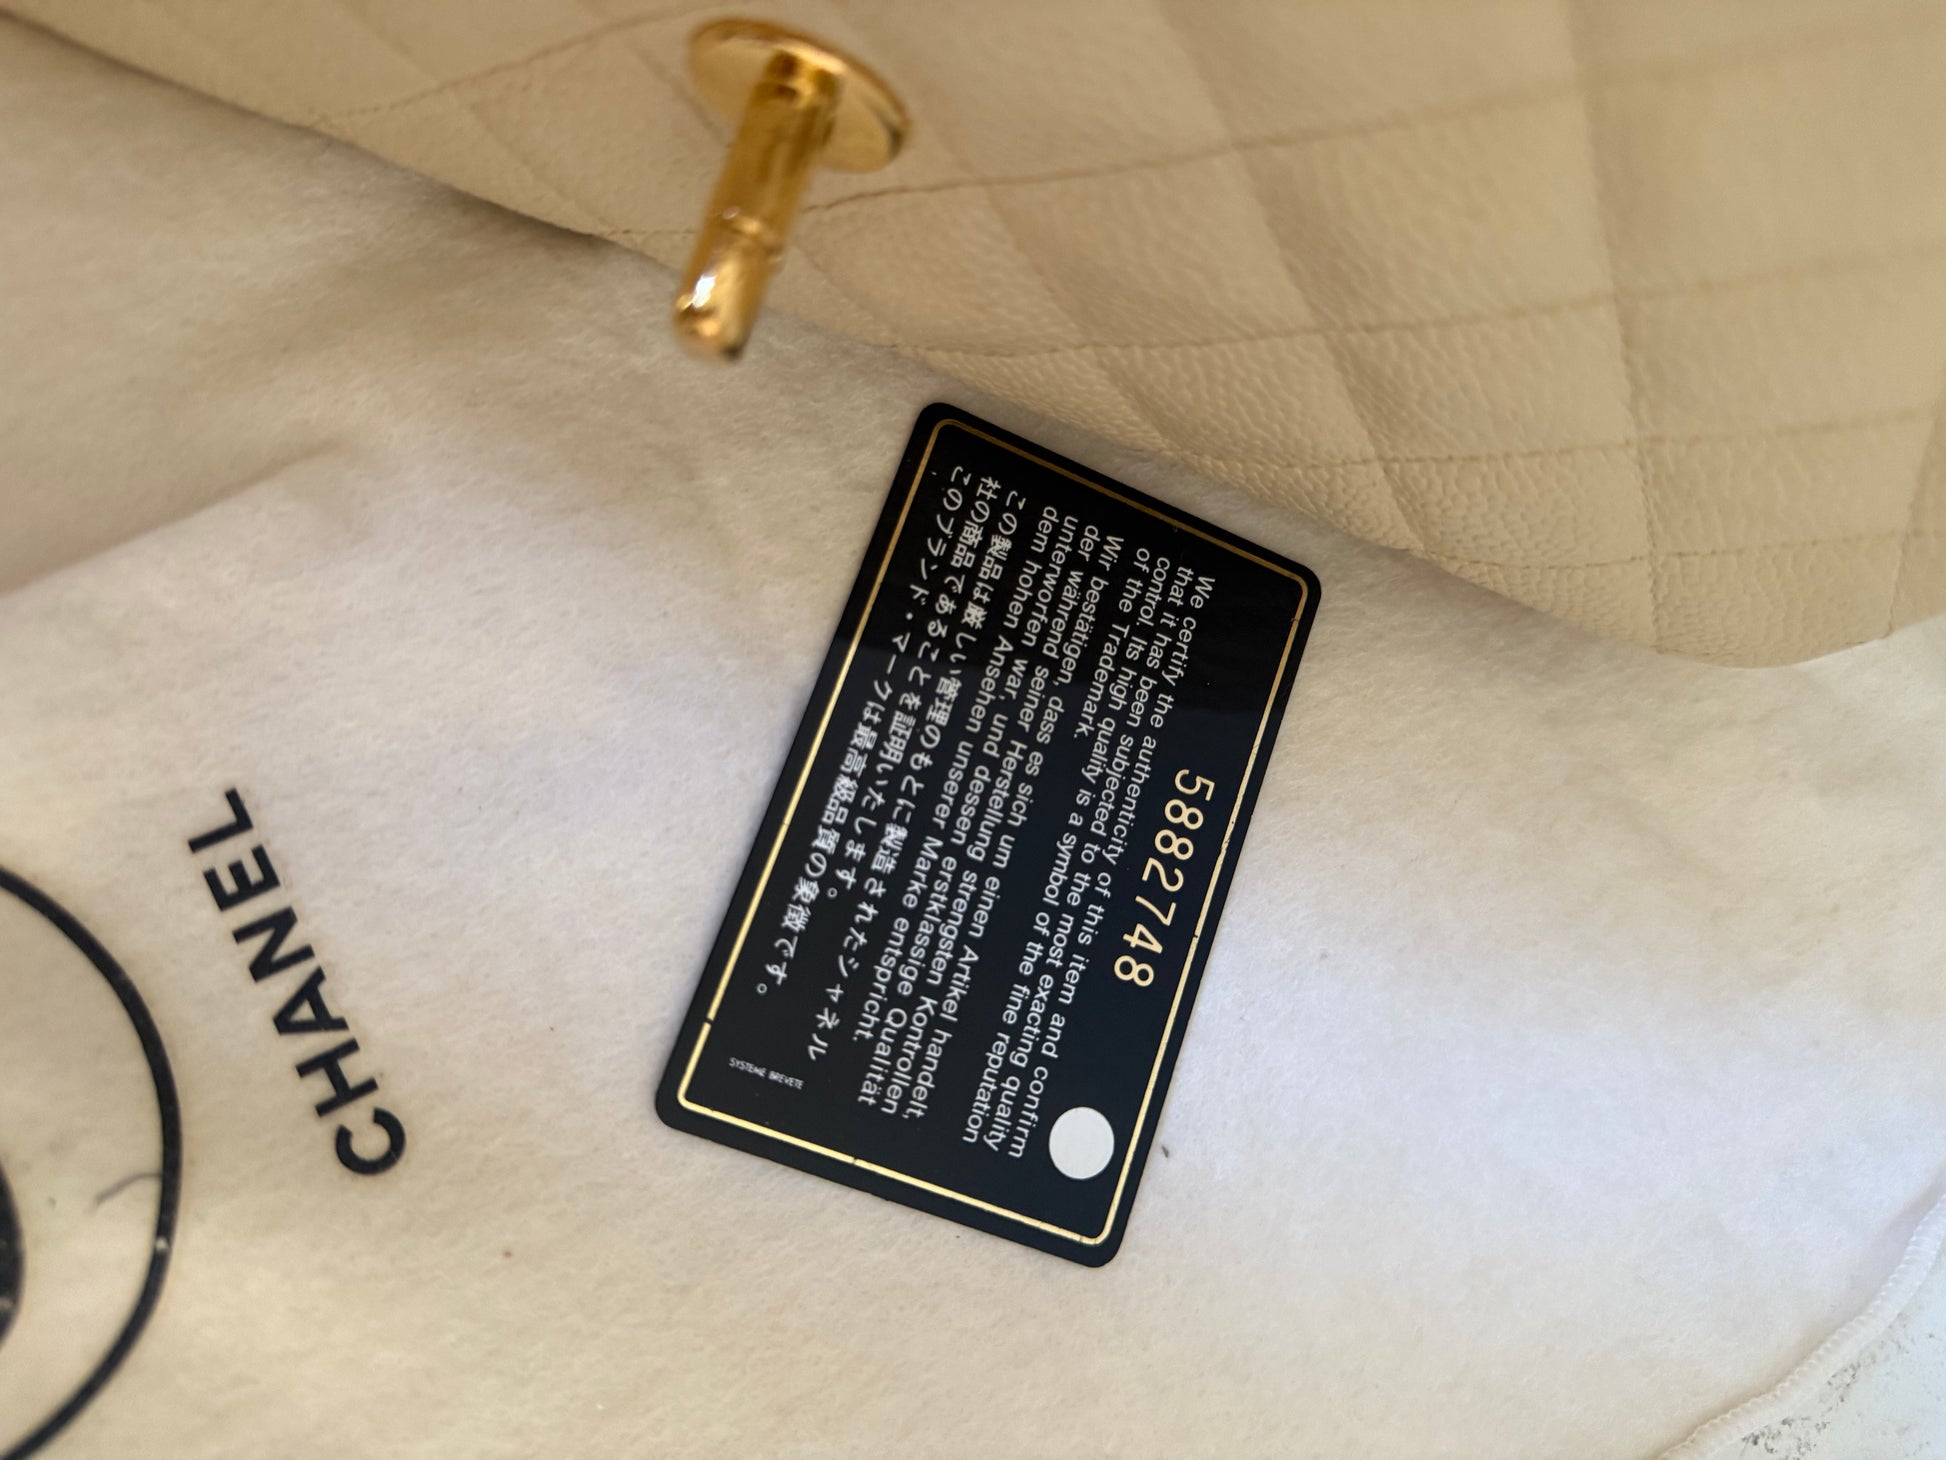 5882748
We certify the authenticity of this item and confirm
that it has been subjected to the most exacting quality
control. Its high quality is a symbol of the fine reputation
of the Trademark.
Wir bestätigen, dass es sich um einen Artikel handelt,
der während seiner Herstellung strengsten Kontrollen
unterworfen war, und dessen erstklassige Qualität
dem hohen Ansehen unserer Marke entspricht.
この製品は厳しい管理のもとに製造されたシャネル
社の商品であることを証明いたします。
このブランド・マークは最高級品質の象徴です。
SYSTEME BREVETE
CHANEL